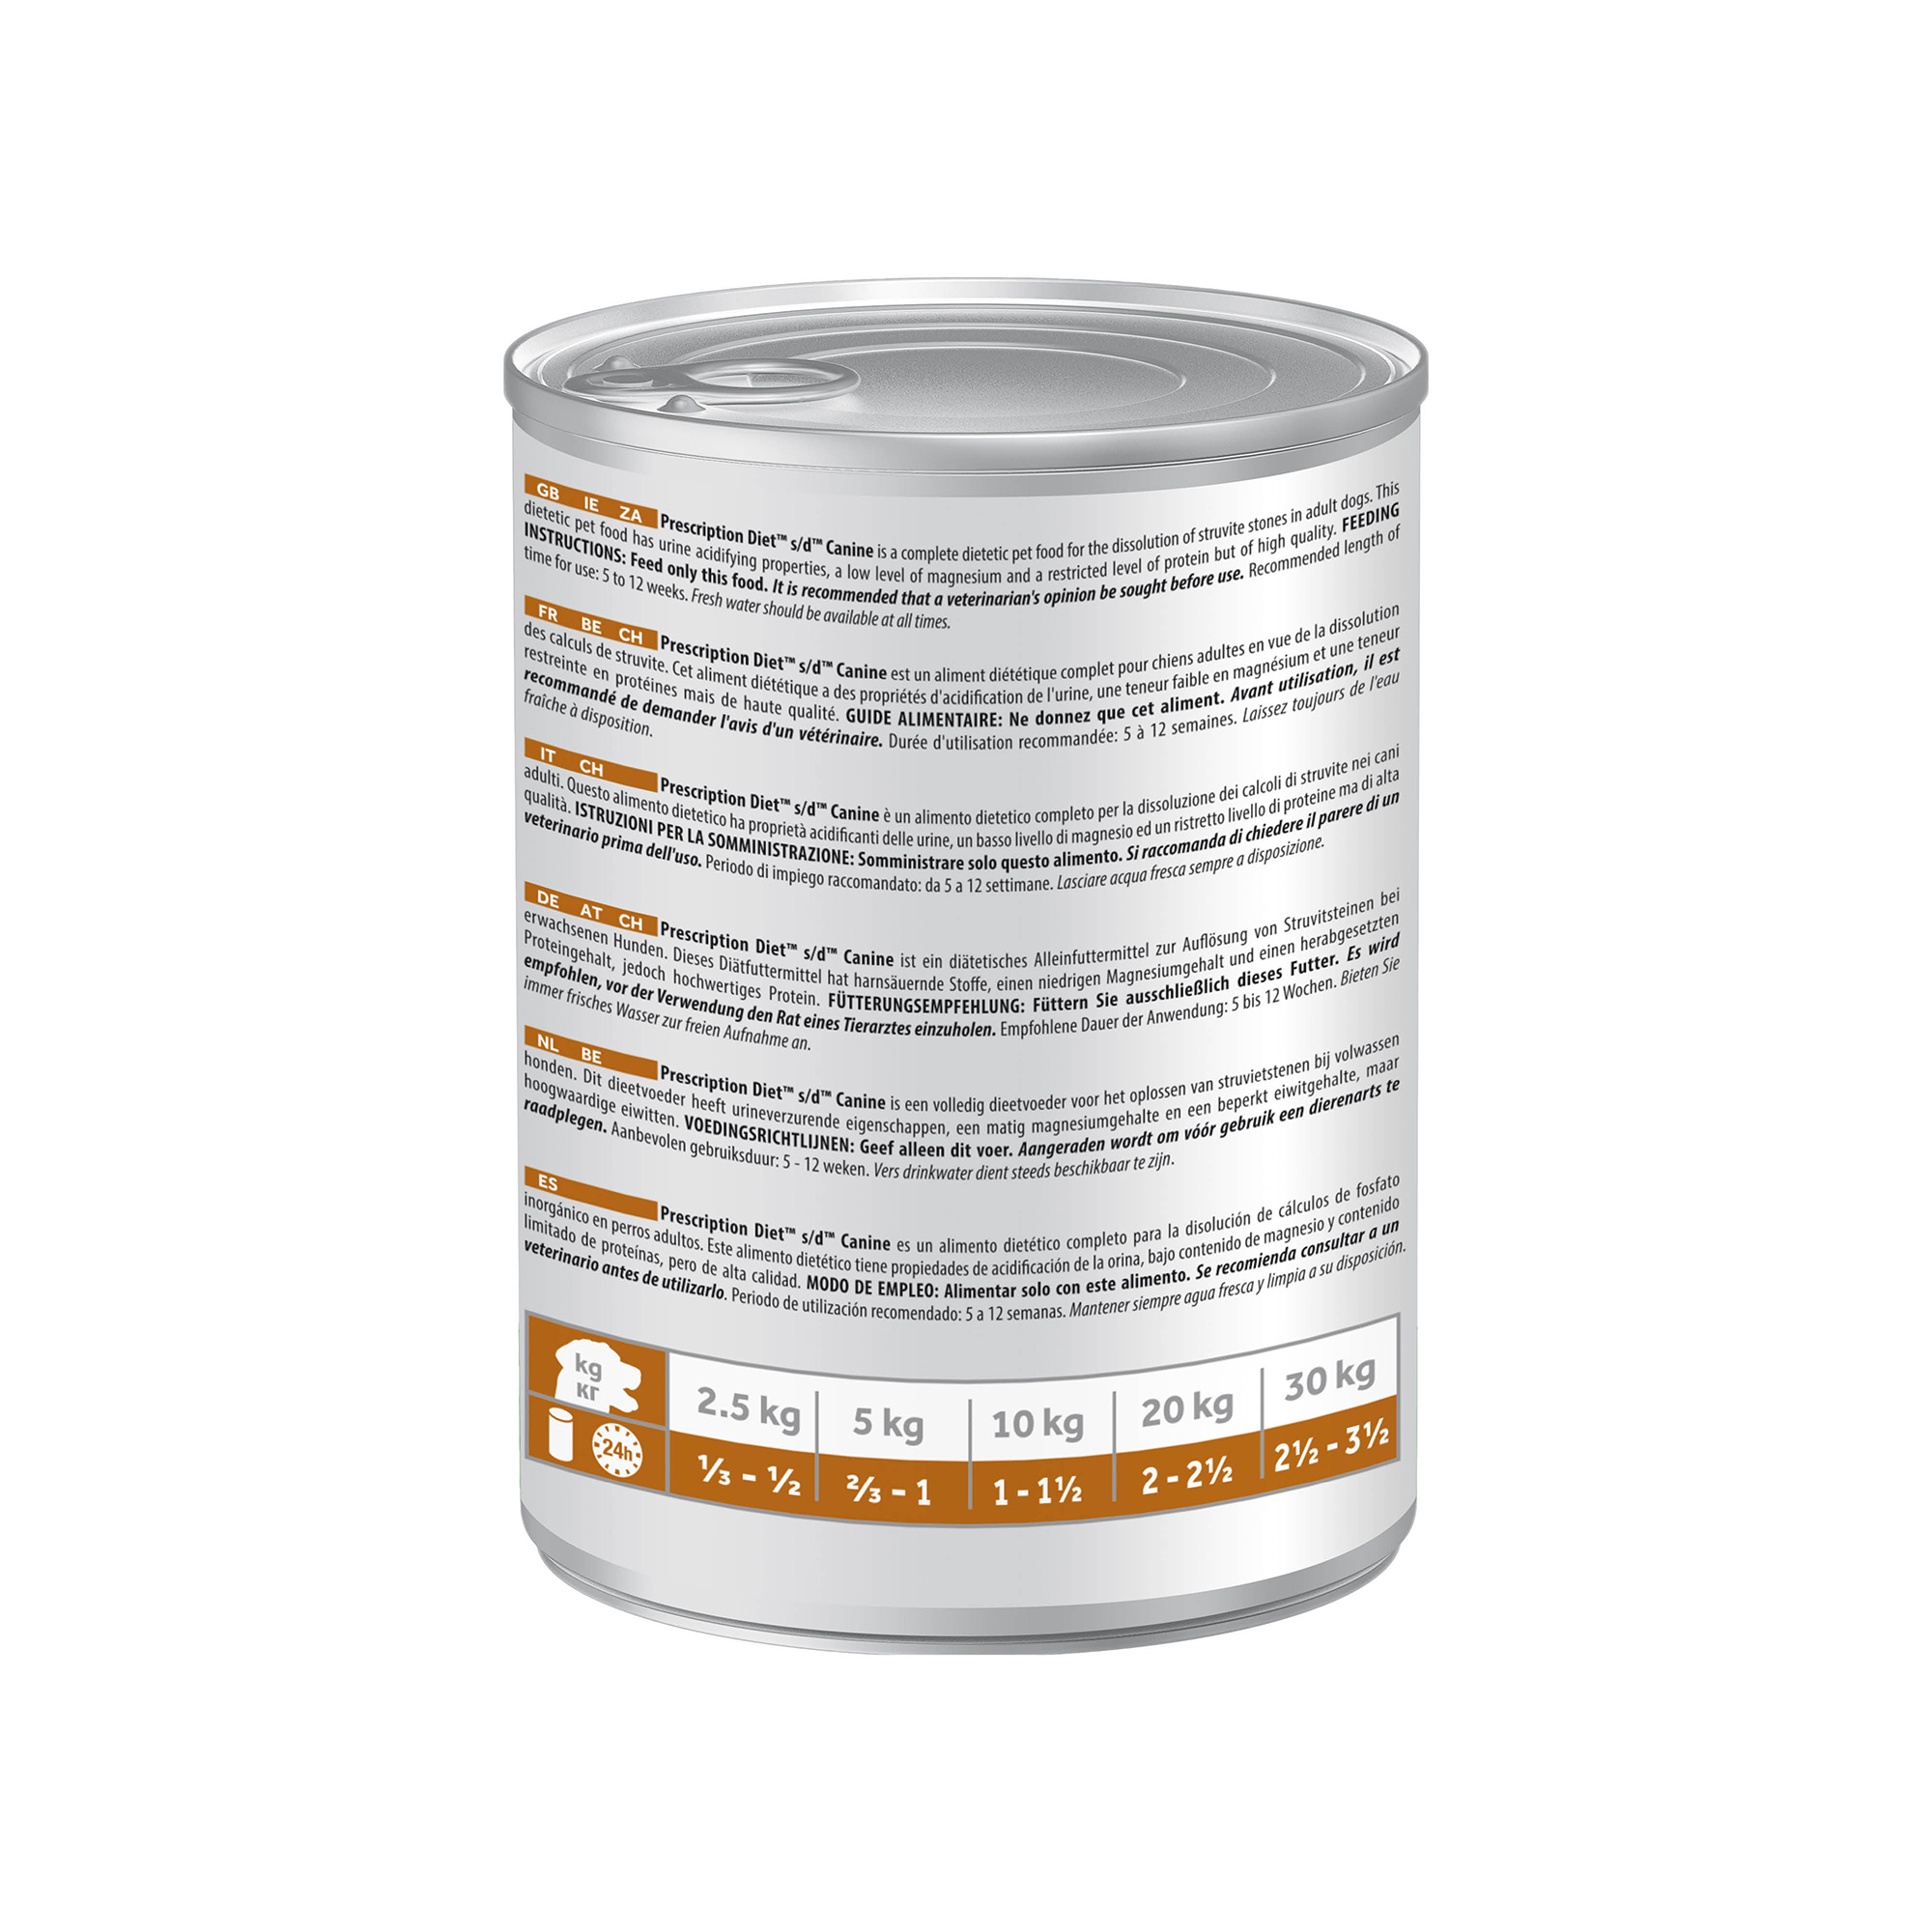 GB IE ZA Prescription Diet™ s/d™ Canine is a complete dietetic pet food for the dissolution of struvite stones in adult dogs. This
dietetic pet food has urine acidifying properties, a low level of magnesium and a restricted level of protein but of high quality. FEEDING
INSTRUCTIONS: Feed only this food. It is recommended that a veterinarian's opinion be sought before use. Recommended length of
time for use: 5 to 12 weeks. Fresh water should be available at all times.
FR BE CH Prescription Diet™ s/d™ Canine est un aliment diététique complet pour chiens adultes en vue de la dissolution
des calculs de struvite. Cet aliment diététique a des propriétés d'acidification de l'urine, une teneur faible en magnésium et une teneur
restreinte en protéines mais de haute qualité. GUIDE ALIMENTAIRE: Ne donnez que cet aliment. Avant utilisation, il est
recommandé de demander l'avis d'un vétérinaire. Durée d'utilisation recommandée: 5 à 12 semaines. Laissez toujours de l'eau
fraîche à disposition.
IT CH Prescription Diet™ s/d™ Canine è un alimento dietetico completo per la dissoluzione dei calcoli di struvite nei cani
adulti. Questo alimento dietetico ha proprietà acidificanti delle urine, un basso livello di magnesio ed un ristretto livello di proteine ma di alta
qualità. ISTRUZIONI PER LA SOMMINISTRAZIONE: Somministrare solo questo alimento. Si raccomanda di chiedere il parere di un
veterinario prima dell'uso. Periodo di impiego raccomandato: da 5 a 12 settimane. Lasciare acqua fresca sempre a disposizione.
DE AT CH Prescription Diet™ s/d™ Canine ist ein diätetisches Alleinfuttermittel zur Auflösung von Struvitsteinen bei
erwachsenen Hunden. Dieses Diätfuttermittel hat harnsäuernde Stoffe, einen niedrigen Magnesiumgehalt und einen herabgesetzten
Proteingehalt, jedoch hochwertiges Protein. FÜTTERUNGSEMPFEHLUNG: Füttern Sie ausschließlich dieses Futter. Es wird
empfohlen, vor der Verwendung den Rat eines Tierarztes einzuholen. Empfohlene Dauer der Anwendung: 5 bis 12 Wochen. Bieten Sie
immer frisches Wasser zur freien Aufnahme an.
NL BE Prescription Diet™ s/d™ Canine is een volledig dieetvoeder voor het oplossen van struvietstenen bij volwassen
honden. Dit dieetvoeder heeft urineverzurende eigenschappen, een matig magnesiumgehalte en een beperkt eiwitgehalte, maar
hoogwaardige eiwitten. VOEDINGSRICHTLIJNEN: Geef alleen dit voer. Aangeraden wordt om vóór gebruik een dierenarts te
raadplegen. Aanbevolen gebruiksduur: 5 - 12 weken. Vers drinkwater dient steeds beschikbaar te zijn.
ES Prescription Diet™ s/d™ Canine es un alimento dietético completo para la disolución de cálculos de fosfato
inorgánico en perros adultos. Este alimento dietético tiene propiedades de acidificación de la orina, bajo contenido de magnesio y contenido
limitado de proteínas, pero de alta calidad. MODO DE EMPLEO: Alimentar solo con este alimento. Se recomienda consultar a un
veterinario antes de utilizarlo. Periodo de utilización recomendado: 5 a 12 semanas. Mantener siempre agua fresca y limpia a su disposición.
kg
кг
2.5 kg 5 kg 10 kg 20 kg 30 kg
24h ⅓ - ½ ⅔ - 1 1 - 1½ 2 - 2½ 2½ - 3½